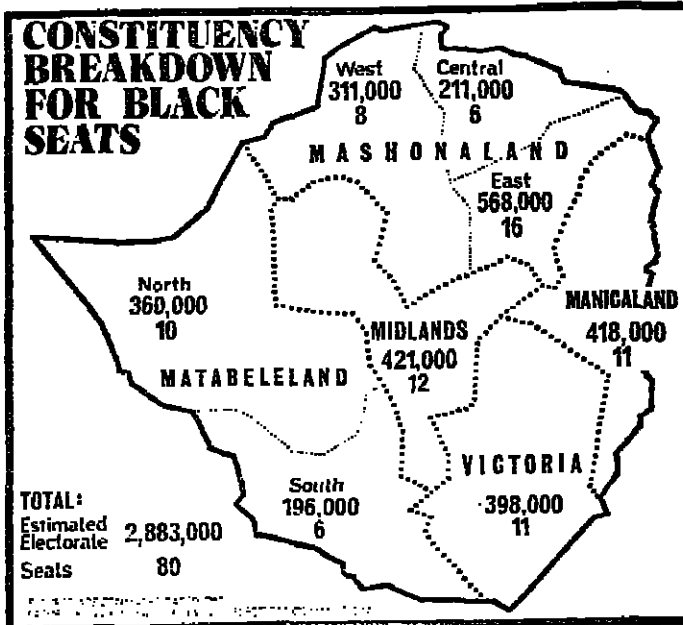 CONSTITUENCY
BREAKDOWN
FOR BLACK
SEATS
West
311,000
8
Central
211,000
6
MASHONALAND
East
568,000
16
North
360,000
10
MATABELELAND
MIDLANDS
421,000
12
MANICALAND
418,000
11
VICTORIA
398,000
11
South
196,000
6
TOTAL:
Estimated
Electorate 2,883,000
Seats 80